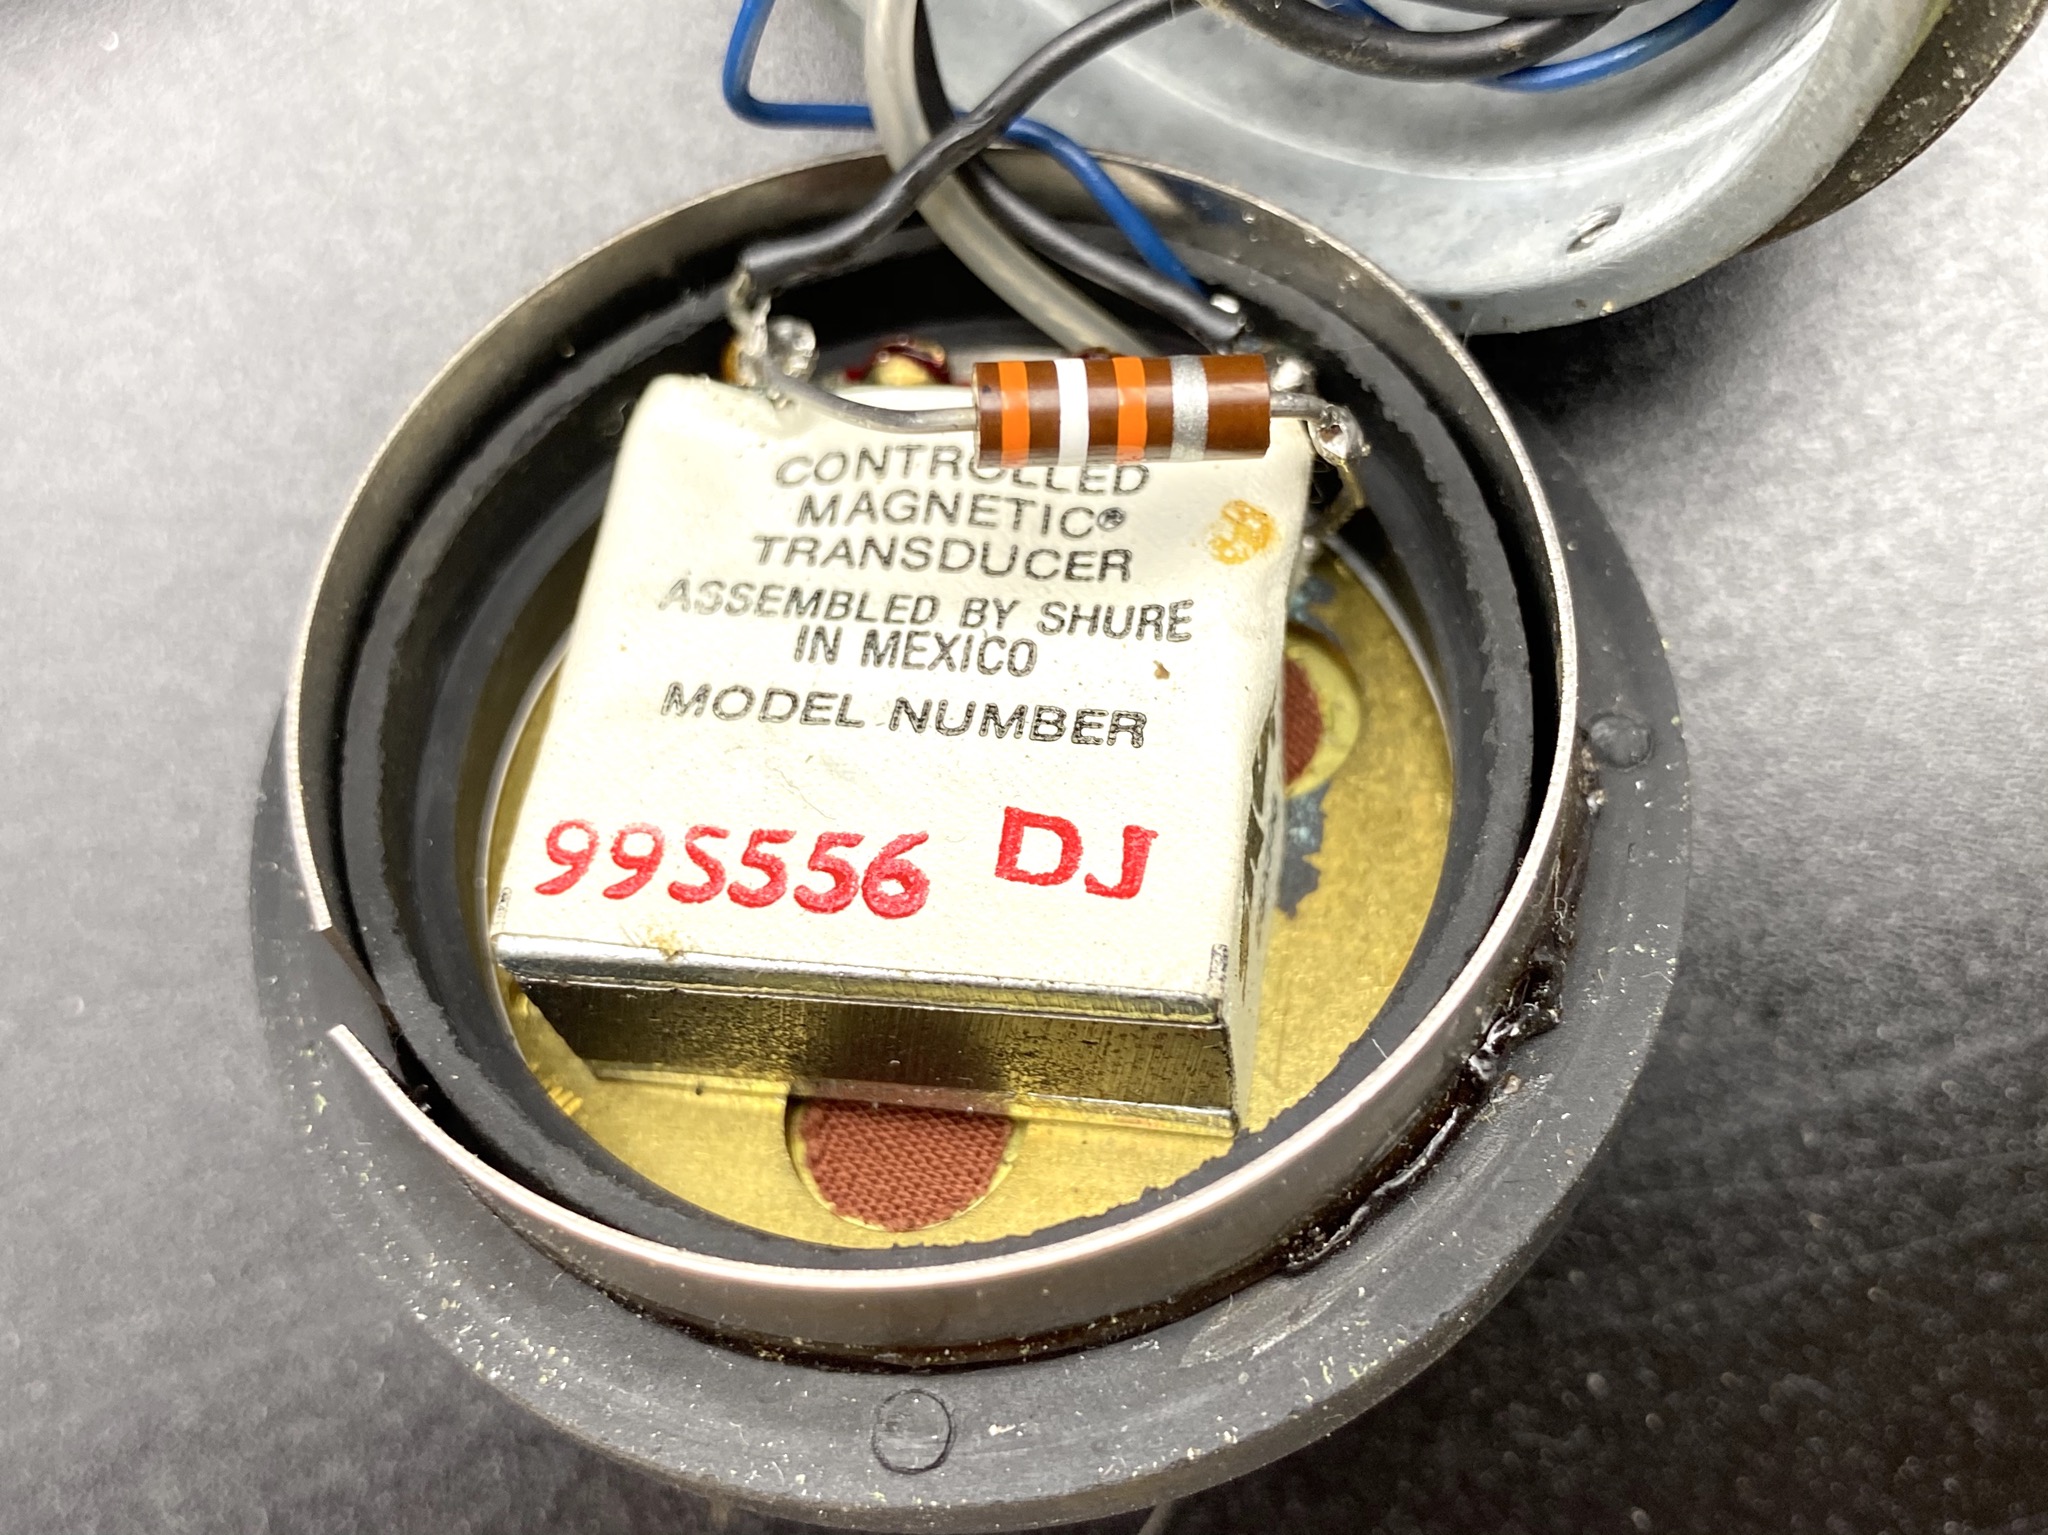 CONTROLLED
MAGNETIC®
TRANSDUCER
ASSEMBLED BY SHURE
IN MEXICO
MODEL NUMBER
99S556 DJ